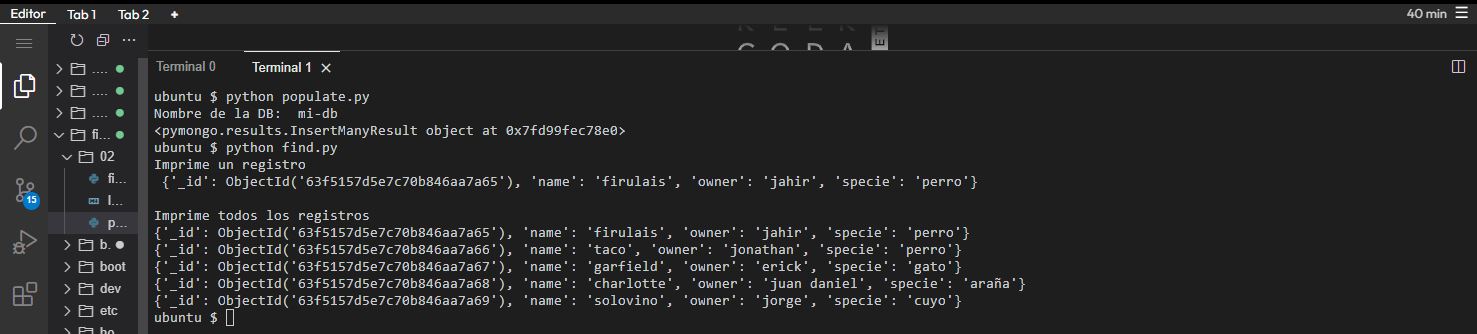 Editor Tab 1 Tab 2 + 40 min
Terminal 0 Terminal 1
ubuntu $ python populate.py
Nombre de la DB:  mi-db
<pymongo.results.InsertManyResult object at 0x7fd99fec78e0>
ubuntu $ python find.py
Imprime un registro
 {'_id': ObjectId('63f5157d5e7c70b846aa7a65'), 'name': 'firulais', 'owner': 'jahir', 'specie': 'perro'}
Imprime todos los registros
{'_id': ObjectId('63f5157d5e7c70b846aa7a65'), 'name': 'firulais', 'owner': 'jahir', 'specie': 'perro'}
{'_id': ObjectId('63f5157d5e7c70b846aa7a66'), 'name': 'taco', 'owner': 'jonathan', 'specie': 'perro'}
{'_id': ObjectId('63f5157d5e7c70b846aa7a67'), 'name': 'garfield', 'owner': 'erick', 'specie': 'gato'}
{'_id': ObjectId('63f5157d5e7c70b846aa7a68'), 'name': 'charlotte', 'owner': 'juan daniel', 'specie': 'araña'}
{'_id': ObjectId('63f5157d5e7c70b846aa7a69'), 'name': 'solovino', 'owner': 'jorge', 'specie': 'cuyo'}
ubuntu $
....
....
....
fi...
02
fi...
l...
p...
b.
boot
dev
etc
15